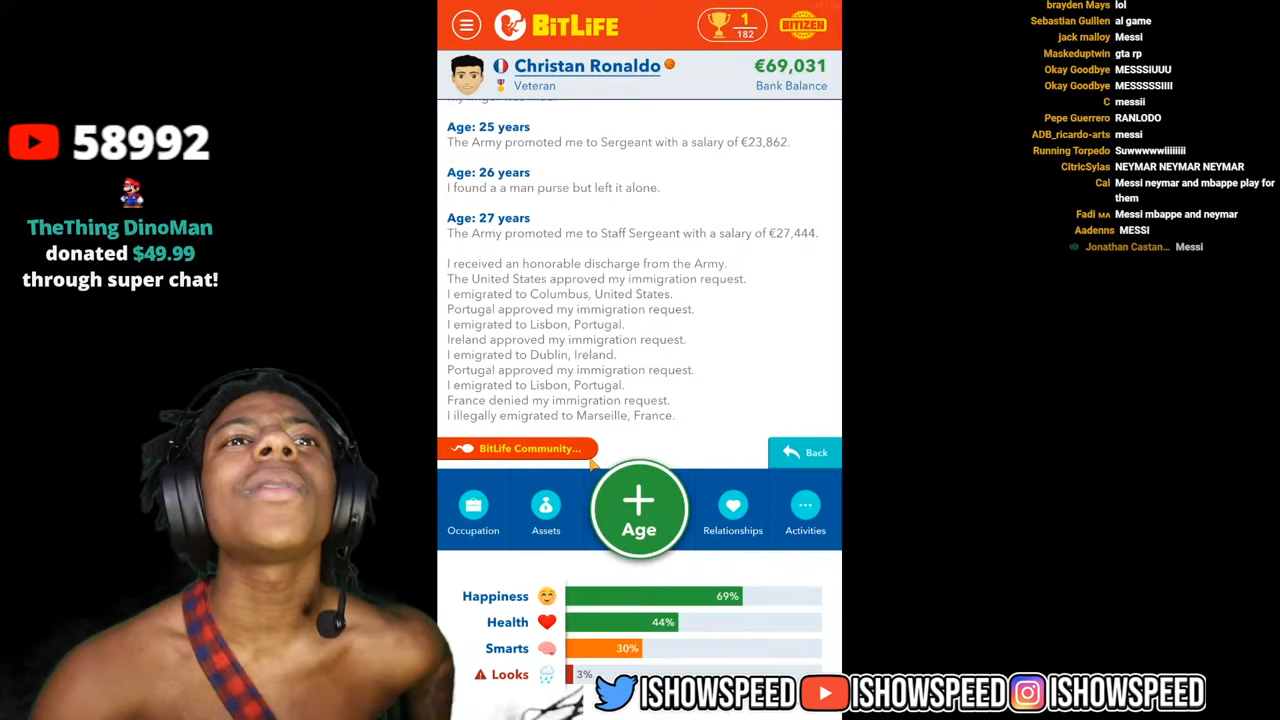 58992
TheThing DinoMan
donated $49.99
through super chat!
BITLIFE
1
182
BITIZEN
Christan Ronaldo
Veteran
€69,031
Bank Balance
Age: 25 years
The Army promoted me to Sergeant with a salary of €23,862.
Age: 26 years
I found a a man purse but left it alone.
Age: 27 years
The Army promoted me to Staff Sergeant with a salary of €27,444.
I received an honorable discharge from the Army.
The United States approved my immigration request.
I emigrated to Columbus, United States.
Portugal approved my immigration request.
I emigrated to Lisbon, Portugal.
Ireland approved my immigration request.
I emigrated to Dublin, Ireland.
Portugal approved my immigration request.
I emigrated to Lisbon, Portugal.
France denied my immigration request.
I illegally emigrated to Marseille, France.
BitLife Community...
Back
Occupation
Assets
Age
Relationships
Activities
Happiness 69%
Health 44%
Smarts 30%
Looks 3%
brayden Mays lol
Sebastian Guillen al game
jack malloy Messi
Maskeduptwin gta rp
Okay Goodbye MESSSIUUU
Okay Goodbye MESSSSSIIII
C messii
Pepe Guerrero RANLODO
ADB_ricardo-arts messi
Running Torpedo Suwwwwwiiiiiiii
CitricSylas NEYMAR NEYMAR NEYMAR
Cal Messi neymar and mbappe play for
them
Fadi MA Messi mbappe and neymar
Aadenns MESSI
Jonathan Castan... Messi
ISHOWSPEED ISHOWSPEED ISHOWSPEED